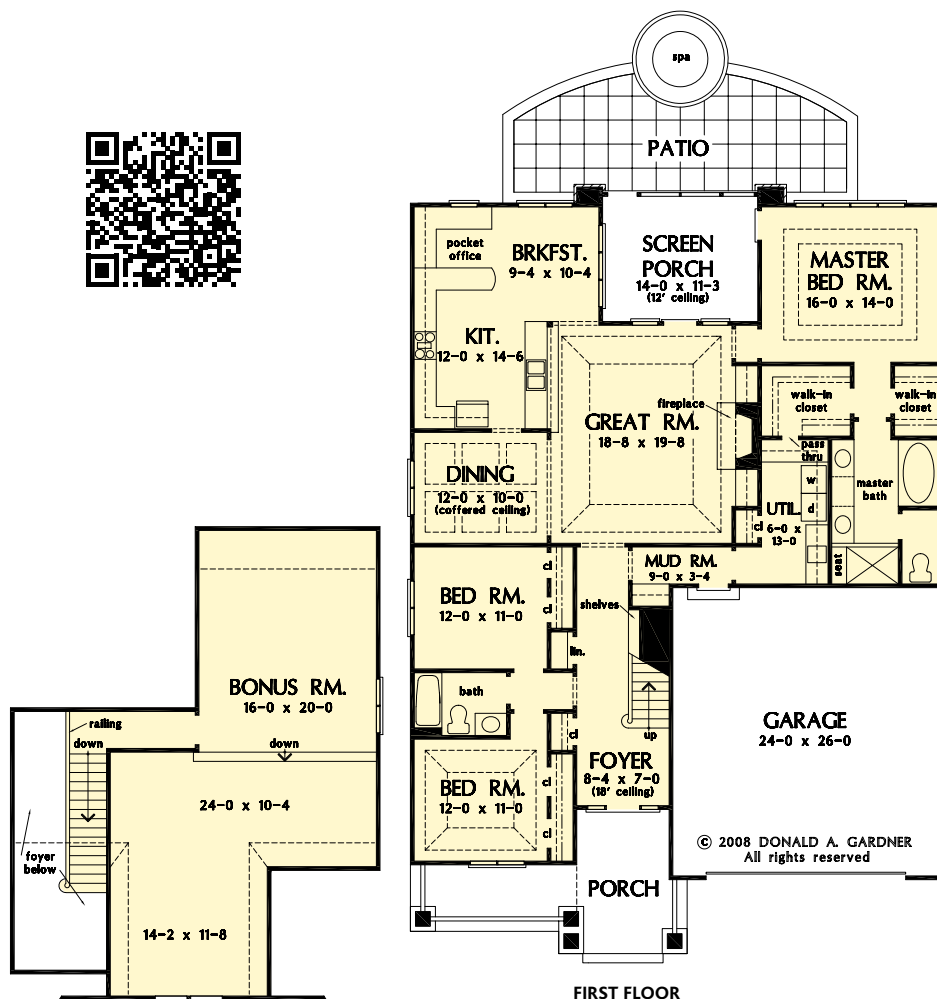 spa
PATIO
pocket
office
BRKFST.
9-4 x 10-4
SCREEN
PORCH
14-0 x 11-3
(12' ceiling)
MASTER
BED RM.
16-0 x 14-0
KIT.
12-0 x 14-6
fireplace
GREAT RM.
18-8 x 19-8
walk-in
closet
walk-in
closet
pass
thru
DINING
12-0 x 10-0
(coffered ceiling)
w
d
master
bath
UTIL.
6-0 x
13-0
cl
seat
MUD RM.
9-0 x 3-4
BED RM.
12-0 x 11-0
cl
cl
shelves
lin.
bath
up
cl
FOYER
8-4 x 7-0
(18' ceiling)
GARAGE
24-0 x 26-0
BED RM.
12-0 x 11-0
cl
cl
© 2008 DONALD A. GARDNER
All rights reserved
PORCH
FIRST FLOOR
BONUS RM.
16-0 x 20-0
railing
down
down
24-0 x 10-4
foyer
below
14-2 x 11-8